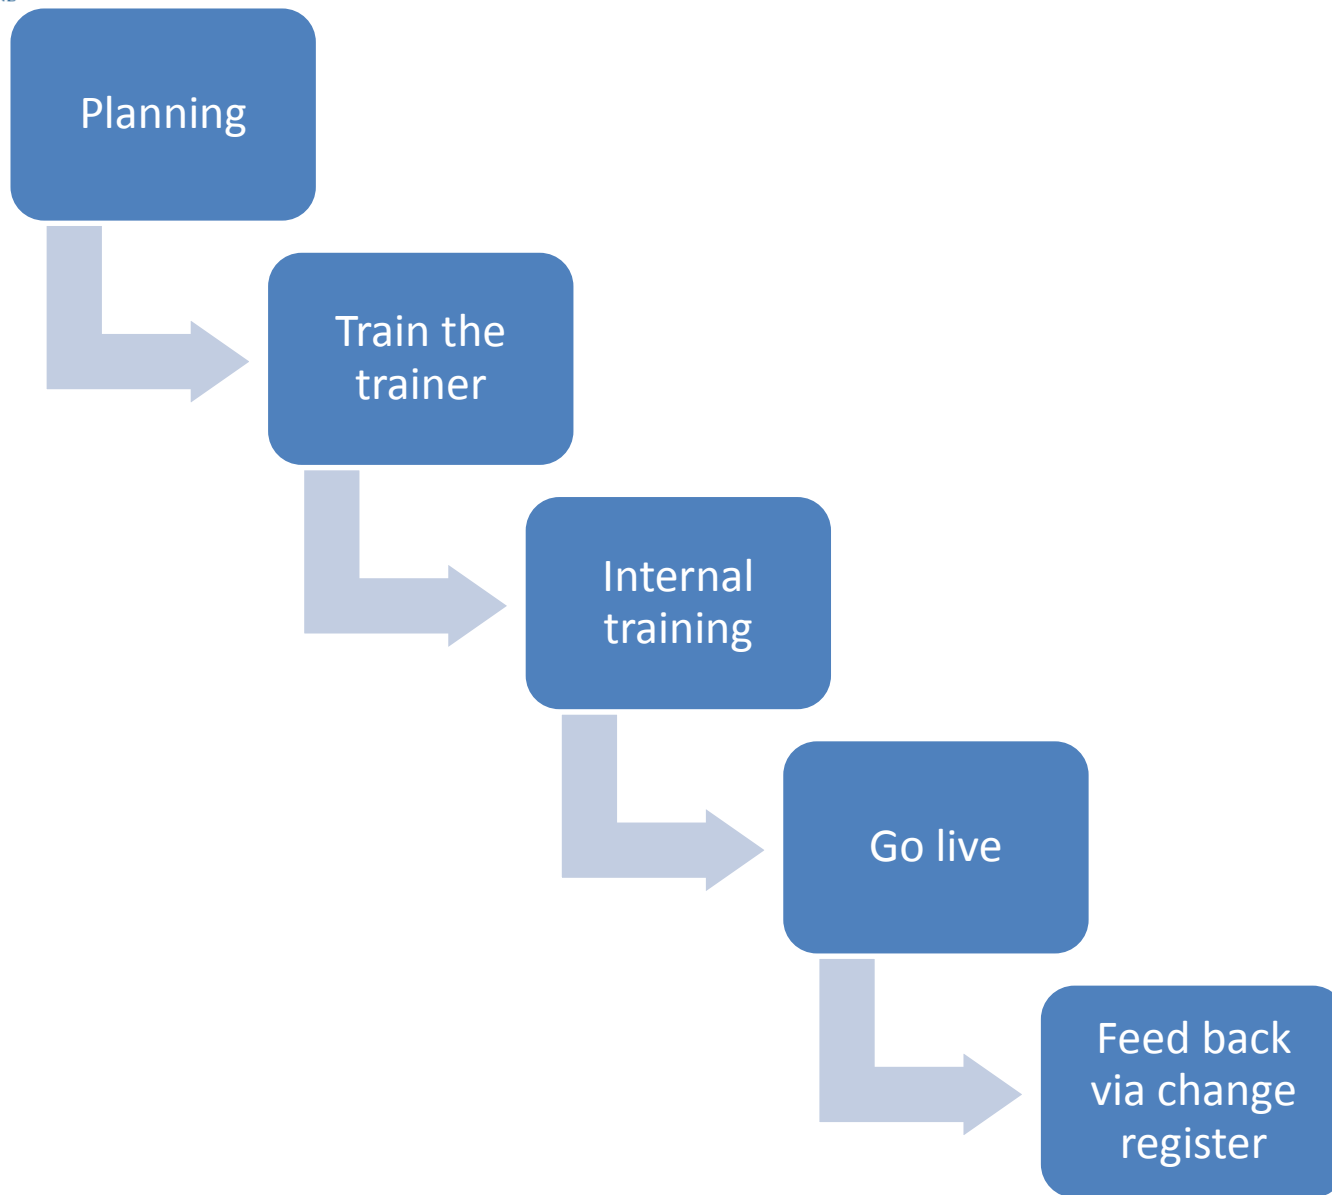 Planning
Train the
trainer
Internal
training
Go live
Feed back
via change
register